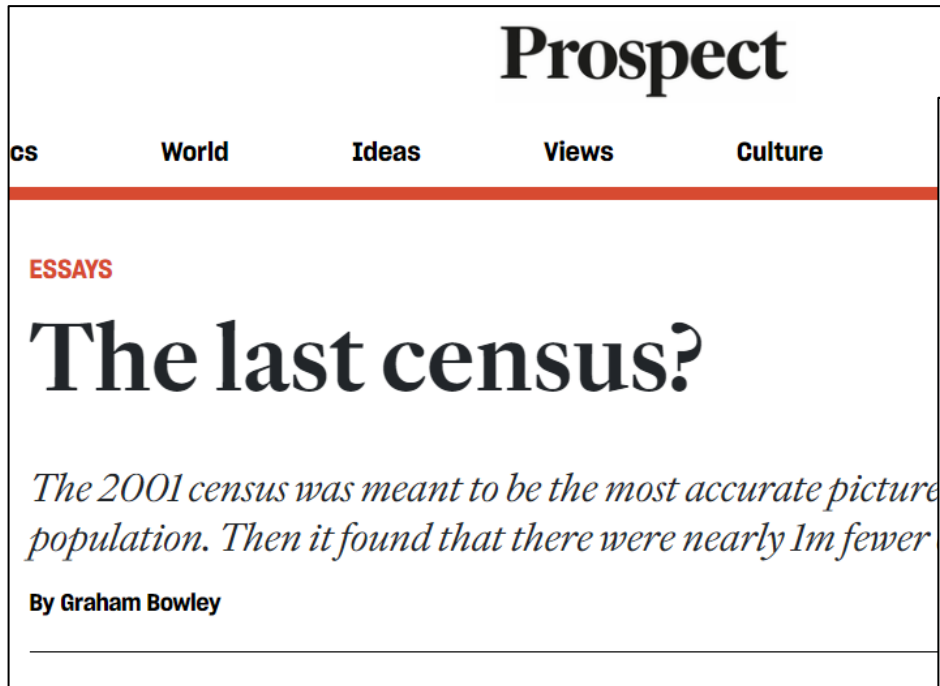 Prospect
cs World Ideas Views Culture
ESSAYS
The last census?
The 2001 census was meant to be the most accurate picture
population. Then it found that there were nearly 1m fewer
By Graham Bowley